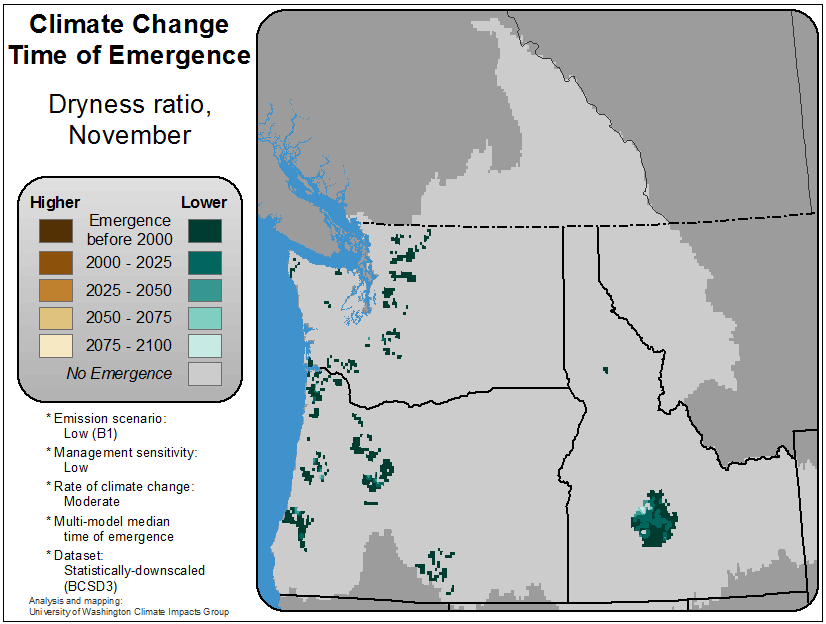 Climate Change
Time of Emergence
Dryness ratio,
November
Higher Lower
Emergence
before 2000
2000 - 2025
2025 - 2050
2050 - 2075
2075 - 2100
No Emergence
* Emission scenario:
Low (B1)
* Management sensitivity:
Low
* Rate of climate change:
Moderate
* Multi-model median
time of emergence
* Dataset:
Statistically-downscaled
(BCSD3)
Analysis and mapping:
University of Washington Climate Impacts Group